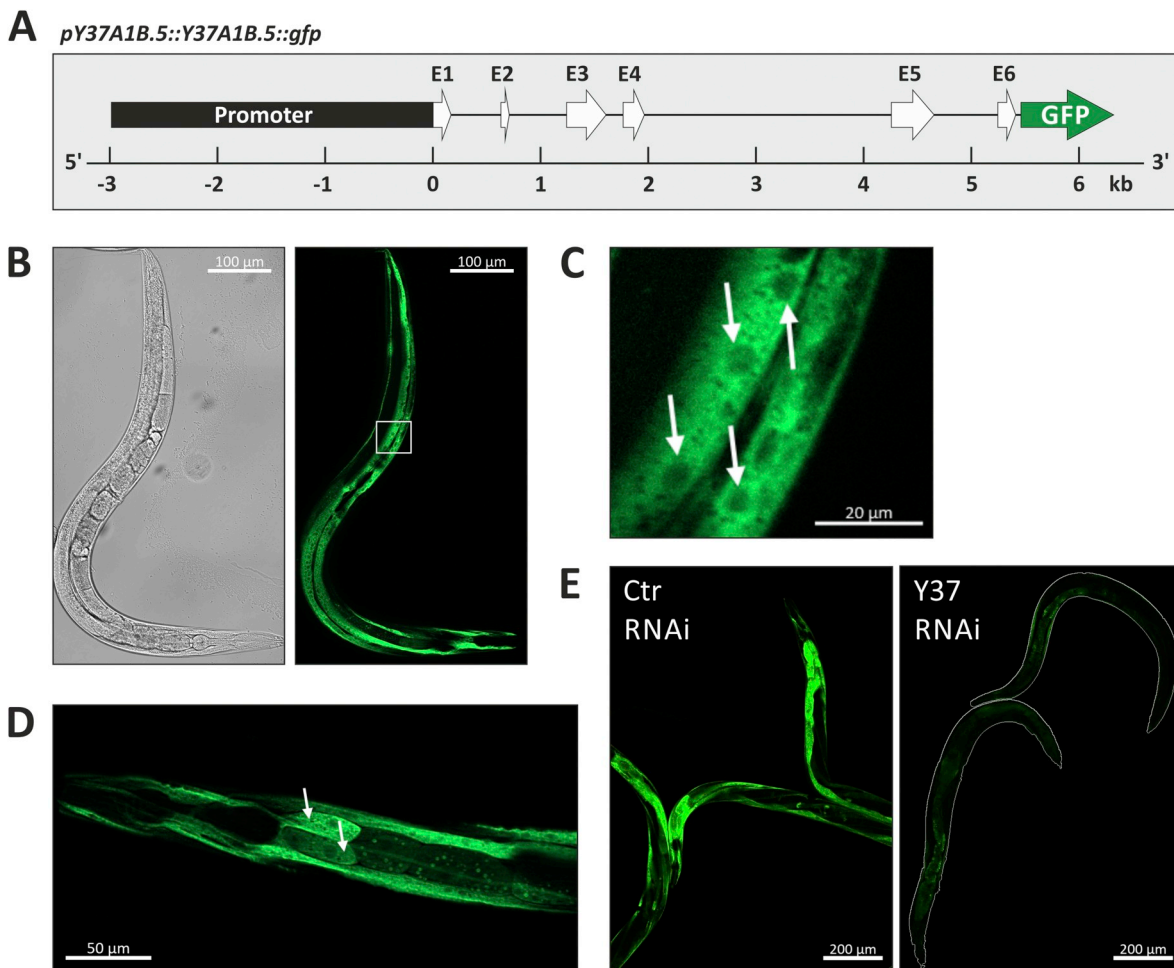 A
pY37A1B.5::Y37A1B.5::gfp
E1 E2 E3 E4 E5 E6
Promoter
GFP
5' 3'
-3 -2 -1 0 1 2 3 4 5 6 kb
B
100 µm
100 µm
C
20 µm
D
50 µm
E
Ctr
RNAi
200 µm
Y37
RNAi
200 µm